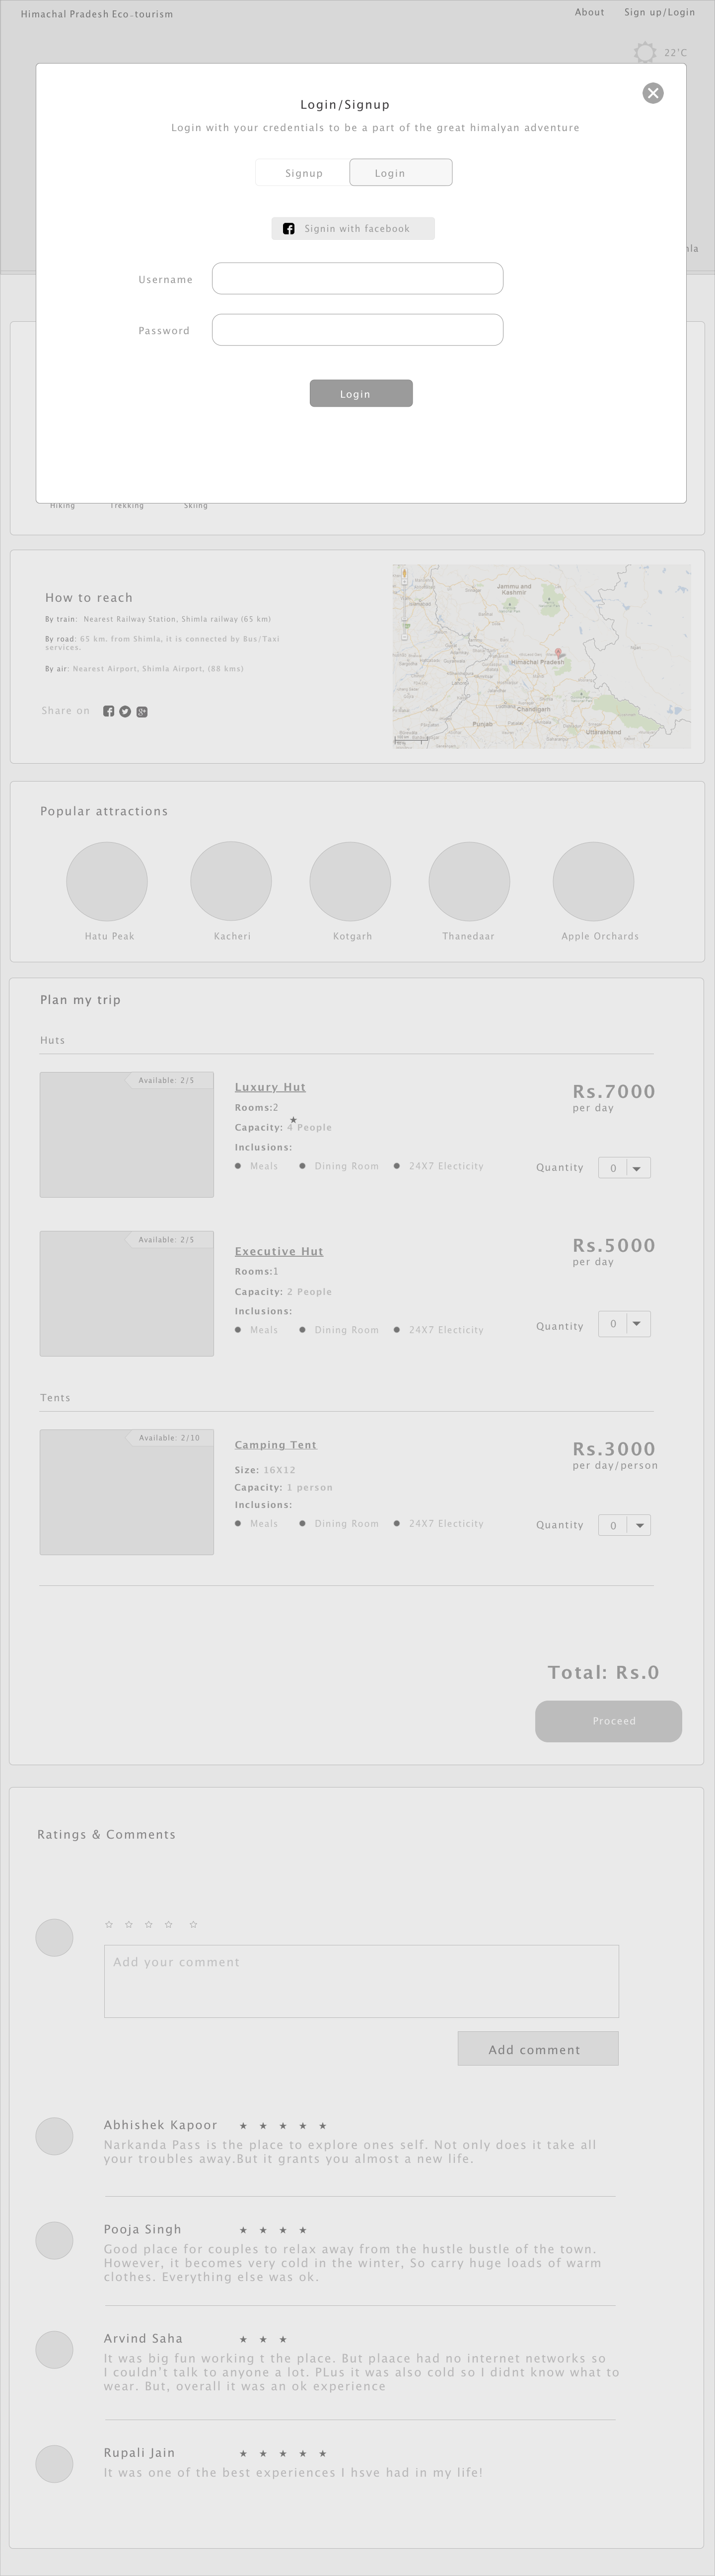 Himachal Pradesh Eco-tourism
About Sign up/Login
22'C
Login/Signup
Login with your credentials to be a part of the great himalyan adventure
Signup Login
Signin with facebook
Username
Password
Login
Hiking Trekking Skiing
How to reach
By train: Nearest Railway Station, Shimla railway (65 km)
By road: 65 km. from Shimla, it is connected by Bus/Taxi
services.
By air: Nearest Airport, Shimla Airport, (88 kms)
Share on
Jammu and
Kashmir
Himachal Pradesh
Chandigarh
Punjab
Uttarakhand
Popular attractions
Hatu Peak Kacheri Kotgarh Thanedaar Apple Orchards
Plan my trip
Huts
Available: 2/5
Luxury Hut
Rooms:2
Capacity: 4 People
Inclusions:
Meals Dining Room 24X7 Electicity
Rs.7000
per day
Quantity 0
Available: 2/5
Executive Hut
Rooms:1
Capacity: 2 People
Inclusions:
Meals Dining Room 24X7 Electicity
Rs.5000
per day
Quantity 0
Tents
Available: 2/10
Camping Tent
Size: 16X12
Capacity: 1 person
Inclusions:
Meals Dining Room 24X7 Electicity
Rs.3000
per day/person
Quantity 0
Total: Rs.0
Proceed
Ratings & Comments
Add your comment
Add comment
Abhishek Kapoor
Narkanda Pass is the place to explore ones self. Not only does it take all
your troubles away.But it grants you almost a new life.
Pooja Singh
Good place for couples to relax away from the hustle bustle of the town.
However, it becomes very cold in the winter, So carry huge loads of warm
clothes. Everything else was ok.
Arvind Saha
It was big fun working t the place. But plaace had no internet networks so
I couldn't talk to anyone a lot. PLus it was also cold so I didnt know what to
wear. But, overall it was an ok experience
Rupali Jain
It was one of the best experiences I hsve had in my life!